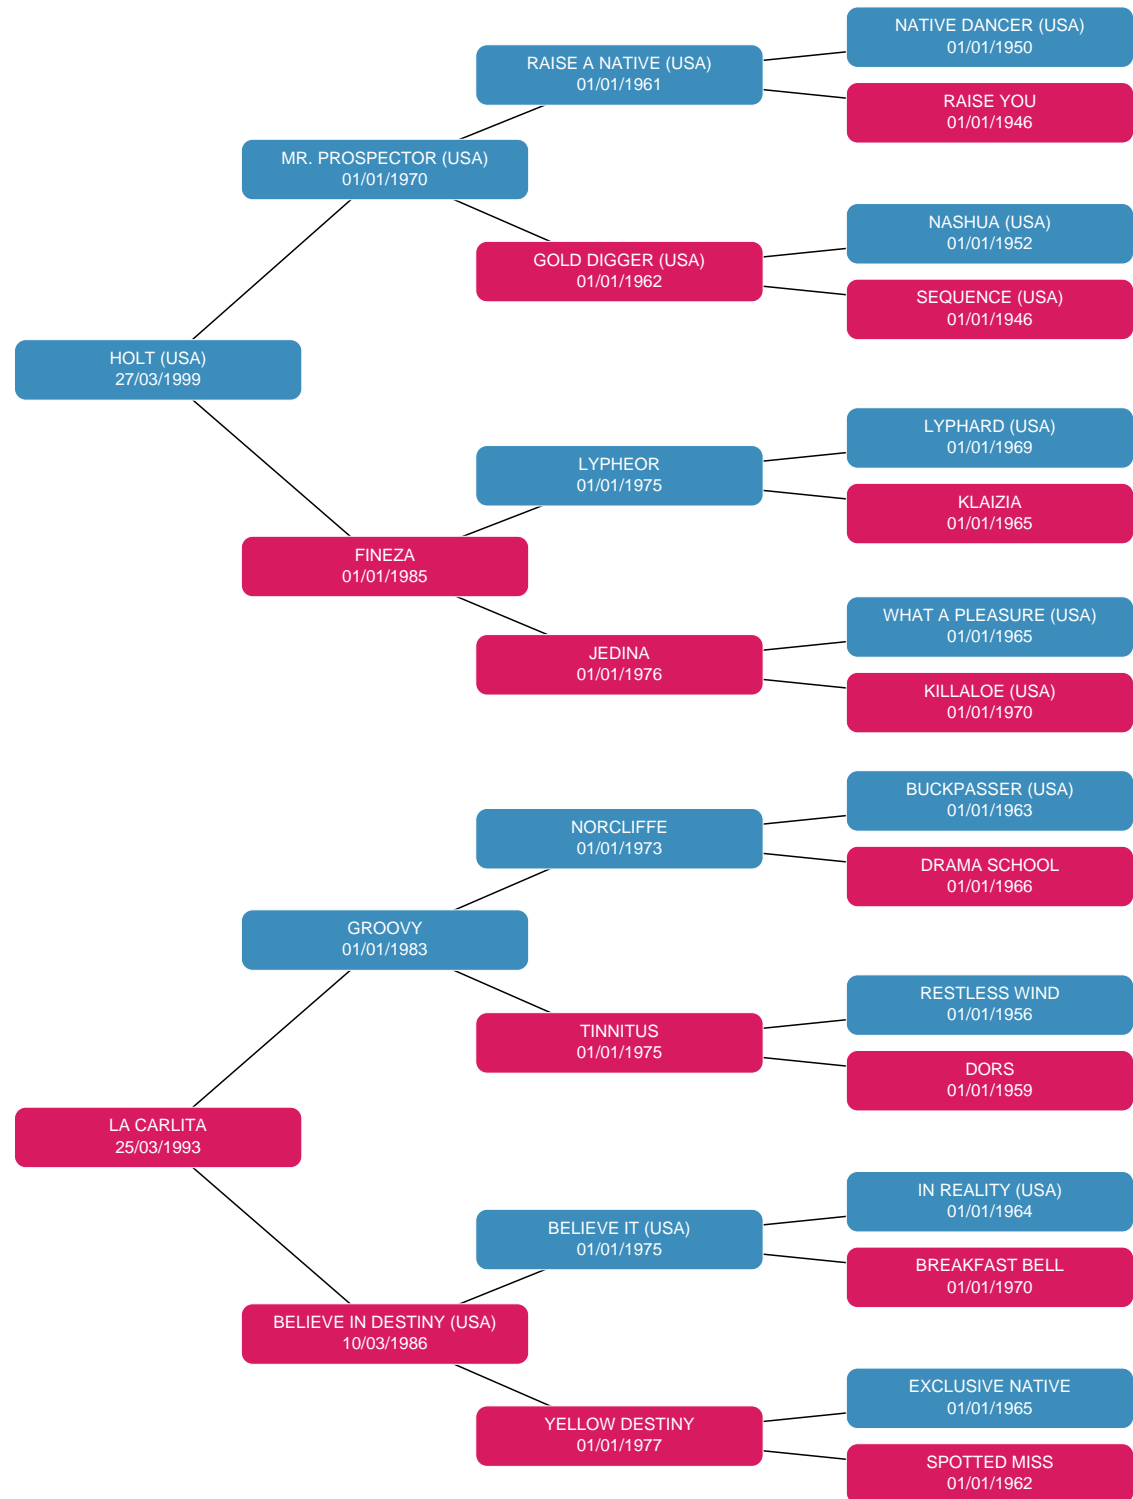 NATIVE DANCER (USA)
01/01/1950
RAISE A NATIVE (USA)
01/01/1961
RAISE YOU
01/01/1946
MR. PROSPECTOR (USA)
01/01/1970
NASHUA (USA)
01/01/1952
GOLD DIGGER (USA)
01/01/1962
SEQUENCE (USA)
01/01/1946
HOLT (USA)
27/03/1999
LYPHARD (USA)
01/01/1969
LYPHEOR
01/01/1975
KLAIZIA
01/01/1965
FINEZA
01/01/1985
WHAT A PLEASURE (USA)
01/01/1965
JEDINA
01/01/1976
KILLALOE (USA)
01/01/1970
BUCKPASSER (USA)
01/01/1963
NORCLIFFE
01/01/1973
DRAMA SCHOOL
01/01/1966
GROOVY
01/01/1983
RESTLESS WIND
01/01/1956
TINNITUS
01/01/1975
DORS
01/01/1959
LA CARLITA
25/03/1993
IN REALITY (USA)
01/01/1964
BELIEVE IT (USA)
01/01/1975
BREAKFAST BELL
01/01/1970
BELIEVE IN DESTINY (USA)
10/03/1986
EXCLUSIVE NATIVE
01/01/1965
YELLOW DESTINY
01/01/1977
SPOTTED MISS
01/01/1962